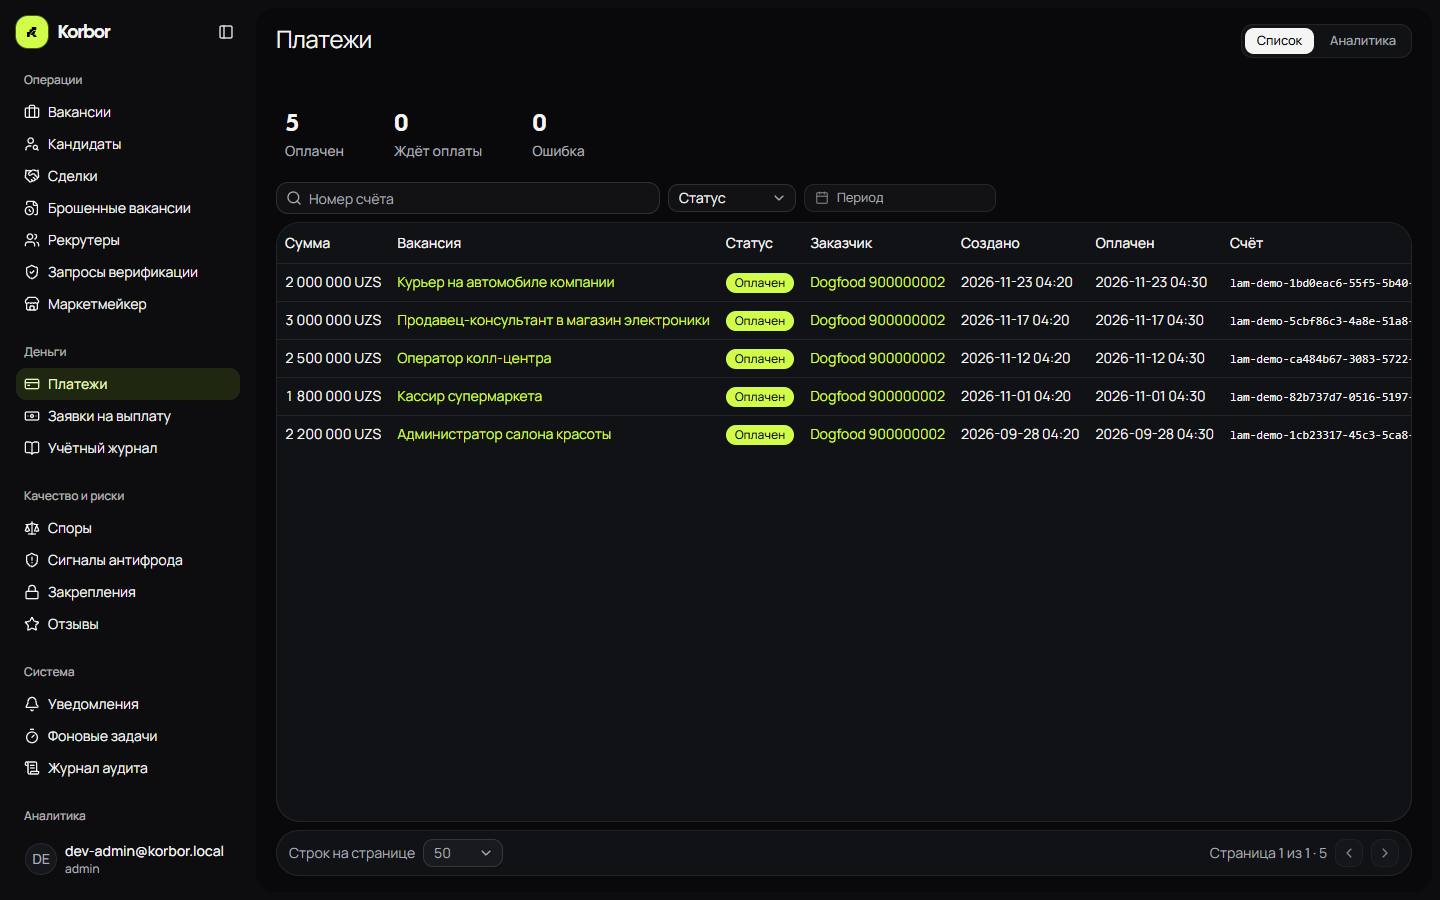 Korbor
Операции
Вакансии
Кандидаты
Сделки
Брошенные вакансии
Рекрутеры
Запросы верификации
Маркетмейкер
Деньги
Платежи
Заявки на выплату
Учётный журнал
Качество и риски
Споры
Сигналы антифрода
Закрепления
Отзывы
Система
Уведомления
Фоновые задачи
Журнал аудита
Аналитика
DE
dev-admin@korbor.local
admin
Платежи
Список Аналитика
5 0 0
Оплачен Ждёт оплаты Ошибка
Номер счёта Статус Период
Сумма Вакансия Статус Заказчик Создано Оплачен Счёт
2 000 000 UZS Курьер на автомобиле компании Оплачен Dogfood 900000002 2026-11-23 04:20 2026-11-23 04:30 lam-demo-1bd0eac6-55f5-5b40-
3 000 000 UZS Продавец-консультант в магазин электроники Оплачен Dogfood 900000002 2026-11-17 04:20 2026-11-17 04:30 lam-demo-5cbf86c3-4a8e-51a8-
2 500 000 UZS Оператор колл-центра Оплачен Dogfood 900000002 2026-11-12 04:20 2026-11-12 04:30 lam-demo-ca484b67-3083-5722-
1 800 000 UZS Кассир супермаркета Оплачен Dogfood 900000002 2026-11-01 04:20 2026-11-01 04:30 lam-demo-82b737d7-0516-5197-
2 200 000 UZS Администратор салона красоты Оплачен Dogfood 900000002 2026-09-28 04:20 2026-09-28 04:30 lam-demo-1cb23317-45c3-5ca8-
Строк на странице 50
Страница 1 из 1 · 5